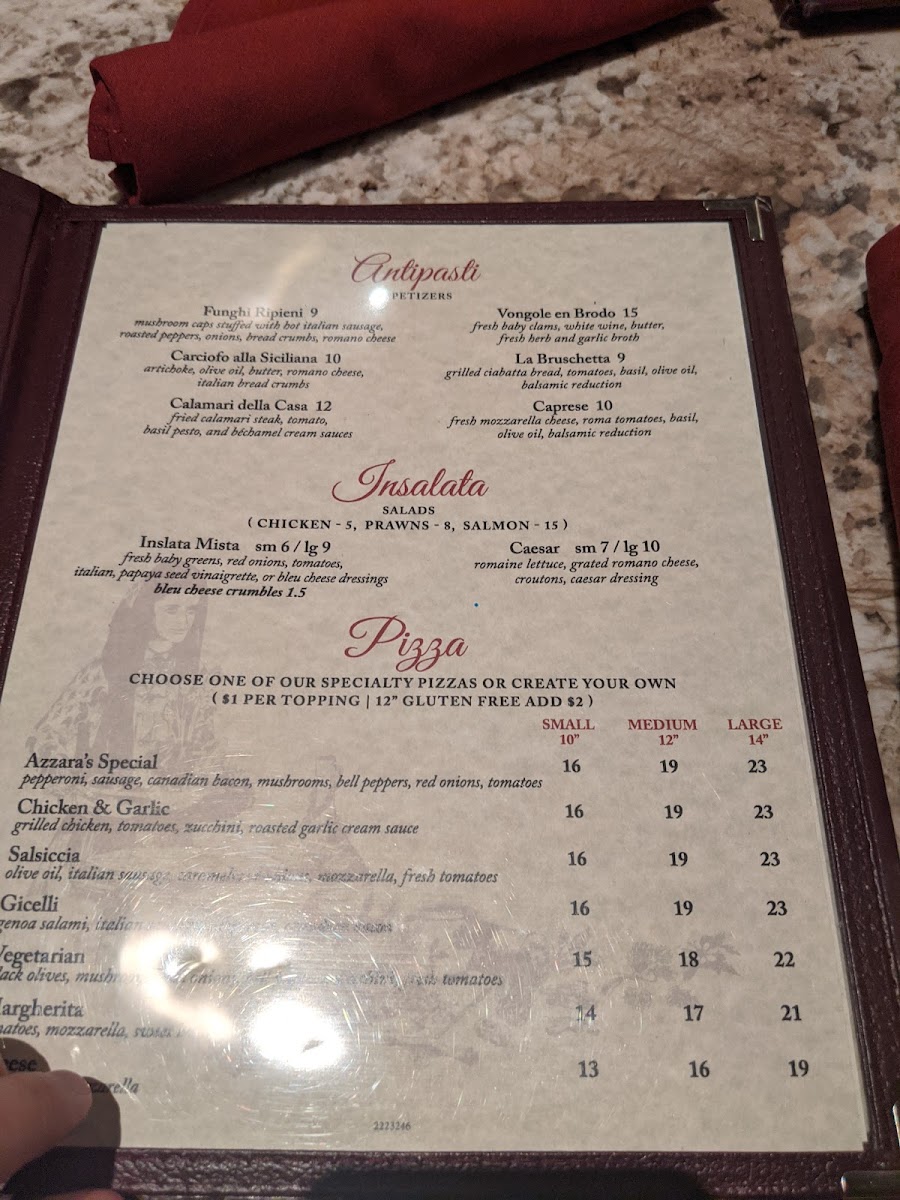 Antipasti
PETIZERS
Funghi Ripieni 9
mushroom caps stuffed with hot italian sausage,
roasted peppers, onions, bread crumbs, romano cheese
Carciofo alla Siciliana 10
artichoke, olive oil, butter, romano cheese,
italian bread crumbs
Calamari della Casa 12
fried calamari steak, tomato,
basil pesto, and béchamel cream sauces
Vongole en Brodo 15
fresh baby clams, white wine, butter,
fresh herb and garlic broth
La Bruschetta 9
grilled ciabatta bread, tomatoes, basil, olive oil,
balsamic reduction
Caprese 10
fresh mozzarella cheese, roma tomatoes, basil,
olive oil, balsamic reduction
Insalata
SALADS
( CHICKEN - 5, PRAWNS - 8, SALMON - 15 )
Inslata Mista sm 6 / lg 9
fresh baby greens, red onions, tomatoes,
italian, papaya seed vinaigrette, or bleu cheese dressings
bleu cheese crumbles 1.5
Caesar sm 7 / lg 10
romaine lettuce, grated romano cheese,
croutons, caesar dressing
Pizza
CHOOSE ONE OF OUR SPECIALTY PIZZAS OR CREATE YOUR OWN
( $1 PER TOPPING | 12" GLUTEN FREE ADD $2 )
SMALL MEDIUM LARGE
10" 12" 14"
Azzara's Special 16 19 23
pepperoni, sausage, canadian bacon, mushrooms, bell peppers, red onions, tomatoes
Chicken & Garlic 16 19 23
grilled chicken, tomatoes, zucchini, roasted garlic cream sauce
Salsiccia 16 19 23
olive oil, italian sausage, mozzarella, fresh tomatoes
Gicelli 16 19 23
genoa salami, italian
Vegetarian 15 18 22
lack olives, tomatoes
Margherita 14 17 21
mozzarella,
13 16 19
2223246